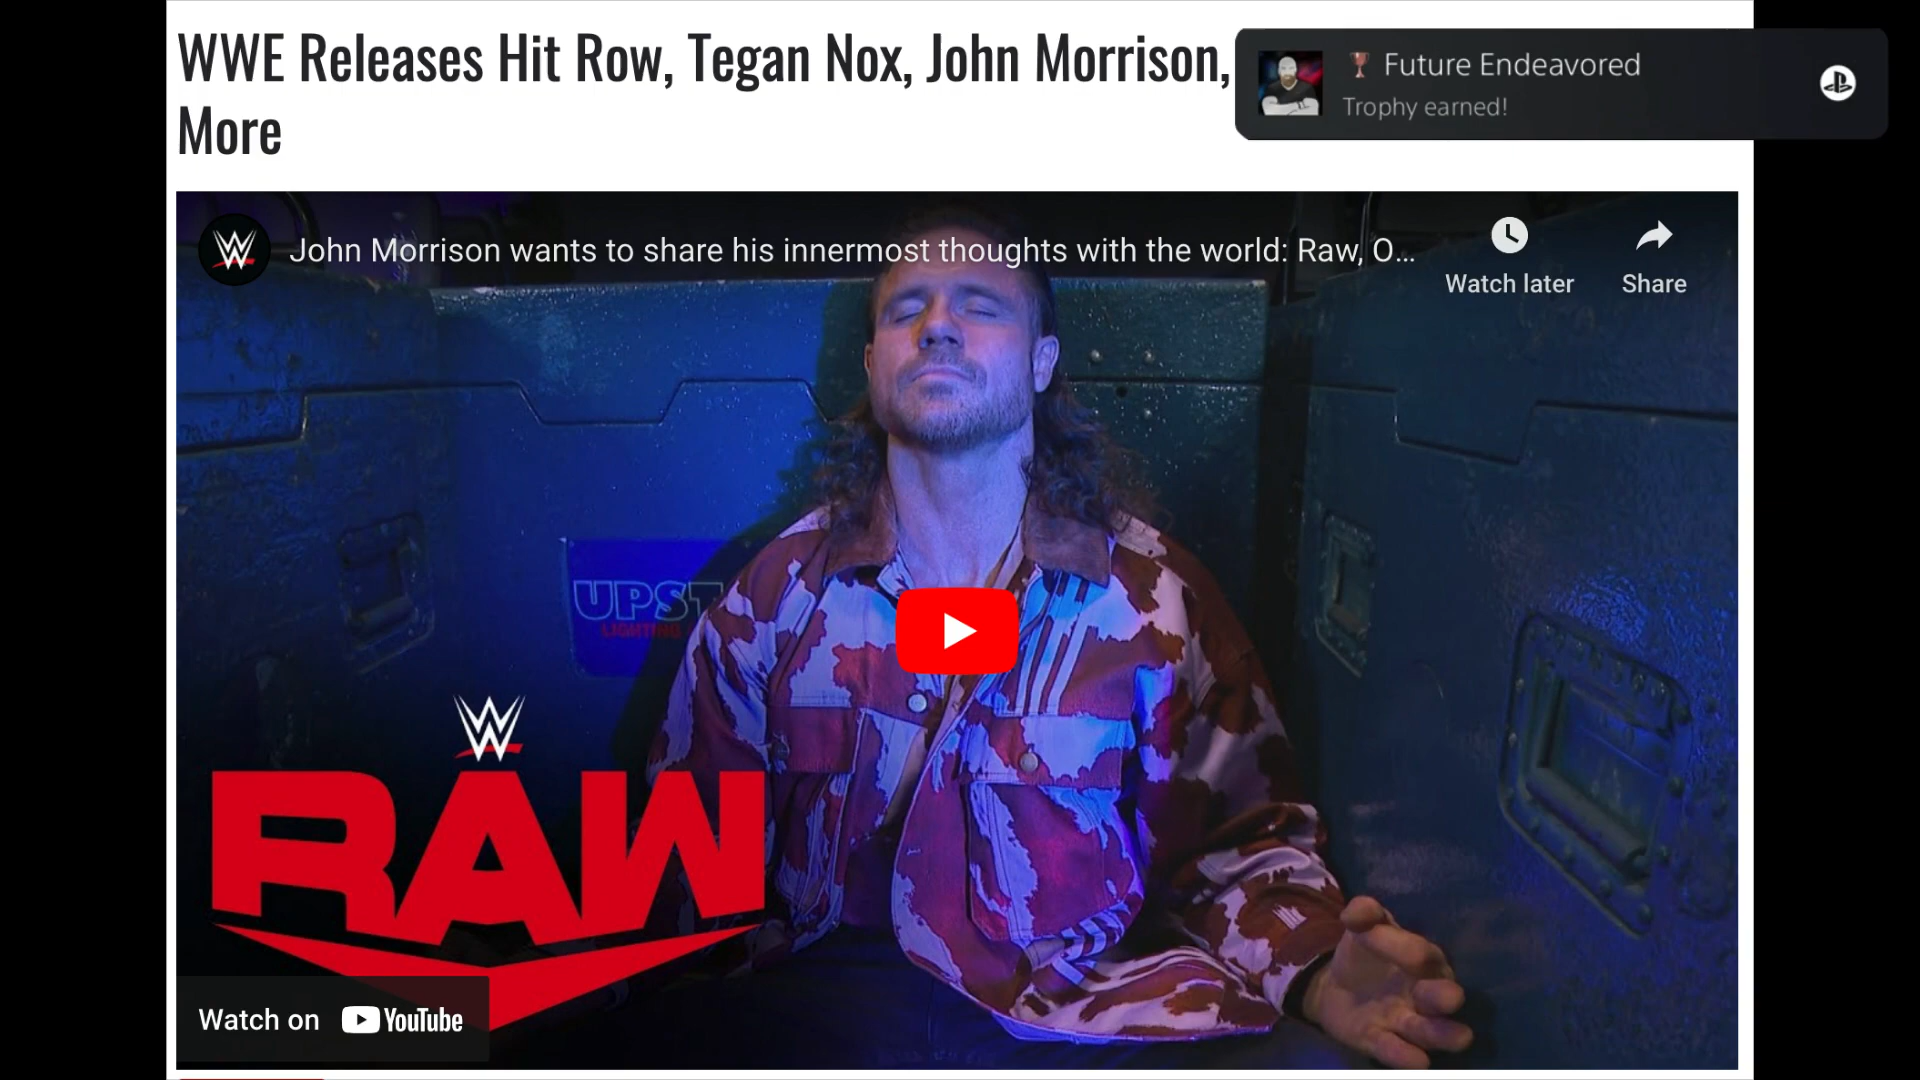 WWE Releases Hit Row, Tegan Nox, John Morrison,
More
Future Endeavored
Trophy earned!
John Morrison wants to share his innermost thoughts with the world: Raw, O...
Watch later
Share
UPST
LIGHTING
W
RAW
Watch on YouTube